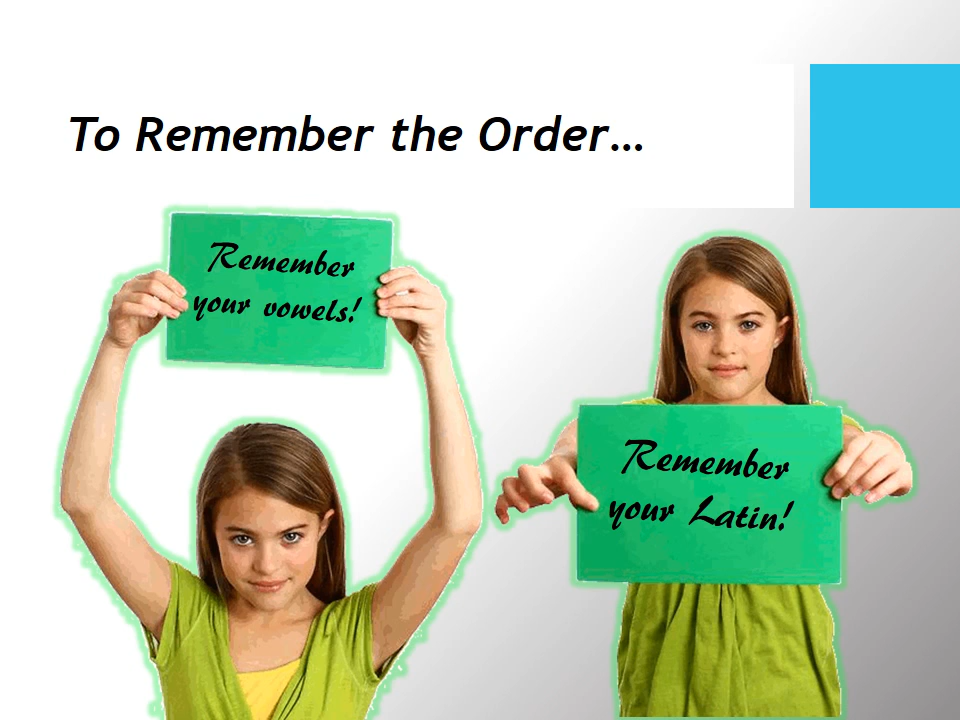 To Remember the Order…
Remember
your vowels!
Remember
your Latin!